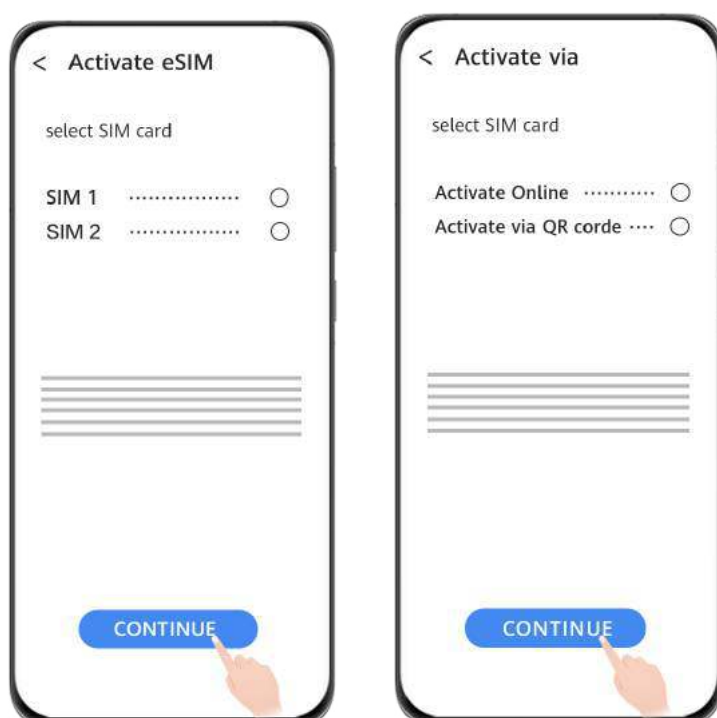 < Activate eSIM
select SIM card
SIM 1 ................. 
SIM 2 .................
CONTINUE
< Activate via
select SIM card
Activate Online ...........
Activate via QR corde ....
CONTINUE